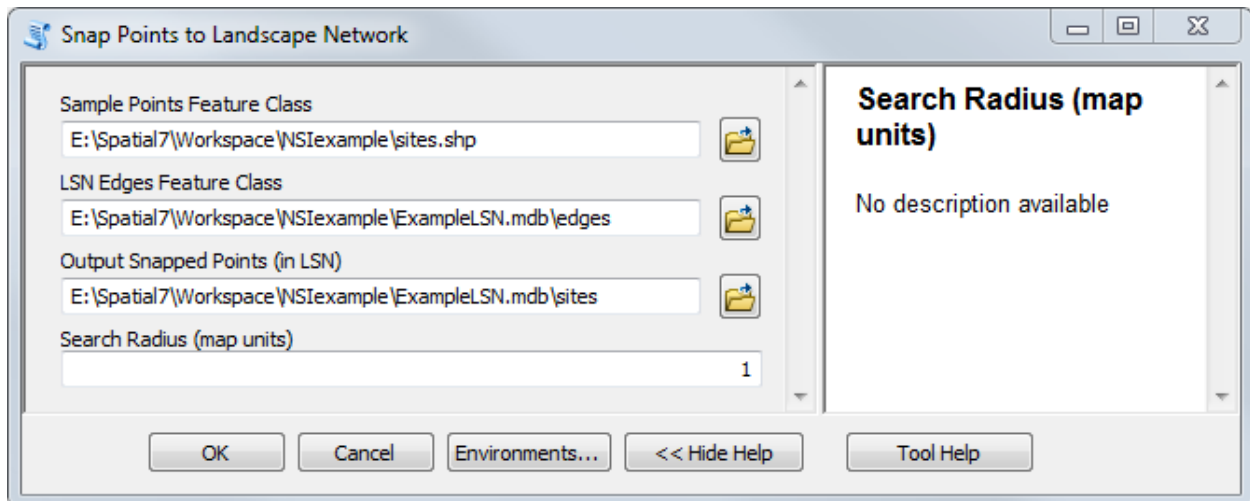 Snap Points to Landscape Network
Sample Points Feature Class
E:\Spatial7\Workspace\NSIexample\sites.shp
LSN Edges Feature Class
E:\Spatial7\Workspace\NSIexample\ExampleLSN.mdb\edges
Output Snapped Points (in LSN)
E:\Spatial7\Workspace\NSIexample\ExampleLSN.mdb\sites
Search Radius (map units)
1
Search Radius (map
units)
No description available
OK
Cancel
Environments...
<< Hide Help
Tool Help